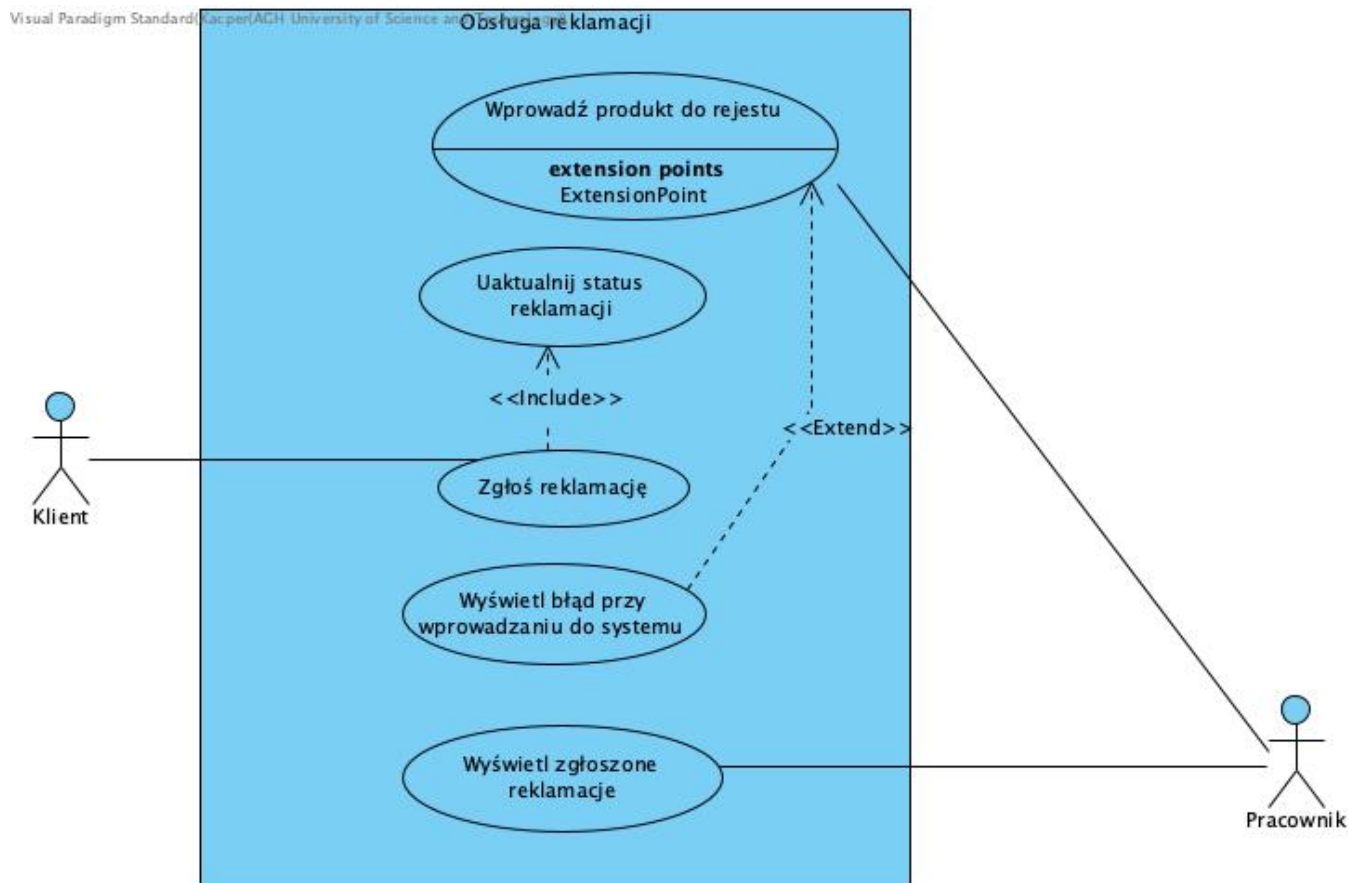 Visual Paradigm Standard(Kacper(AGH University of Science and Technology))
Obsługa reklamacji
Wprowadź produkt do rejestu
extension points
ExtensionPoint
Uaktualnij status
reklamacji
<<Include>>
<<Extend>>
Zgłoś reklamację
Klient
Wyświetl błąd przy
wprowadzaniu do systemu
Wyświetl zgłoszone
reklamacje
Pracownik